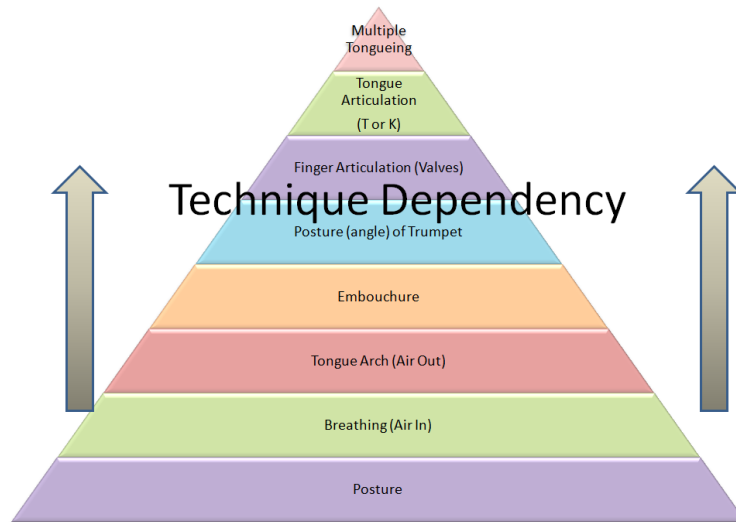 Multiple
Tongueing
Tongue
Articulation
(T or K)
Finger Articulation (Valves)
Technique Dependency
Posture (angle) of Trumpet
Embouchure
Tongue Arch (Air Out)
Breathing (Air In)
Posture